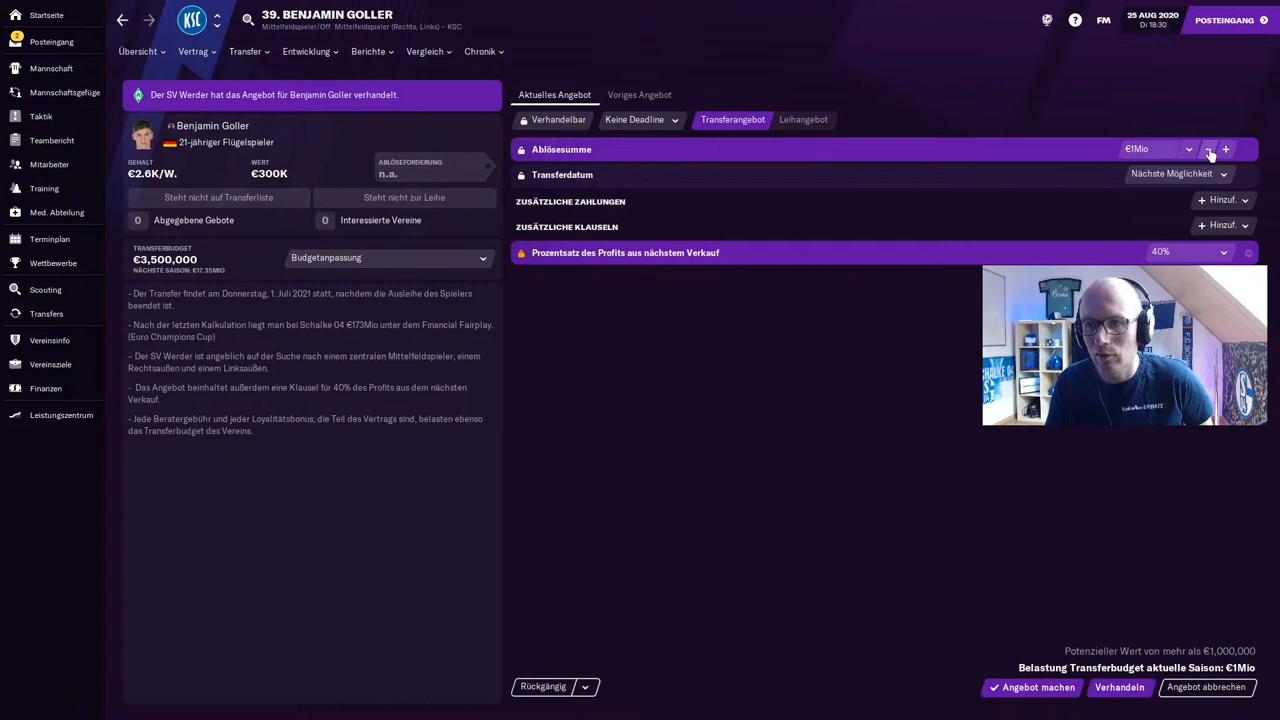 Startseite
2
Posteingang
Mannschaft
Mannschaftsgefüge
Taktik
Teambericht
Mitarbeiter
Training
Med. Abteilung
Terminplan
Wettbewerbe
Scouting
Transfers
Vereinsinfo
Vereinsziele
Finanzen
Leistungszentrum
KSC
39. BENJAMIN GOLLER
Mittelfeldspieler/Off. Mittelfeldspieler (Rechts, Links) – KSC
FM
25 AUG 2020
Di 18:30
POSTEINGANG
Übersicht
Vertrag
Transfer
Entwicklung
Berichte
Vergleich
Chronik
Der SV Werder hat das Angebot für Benjamin Goller verhandelt.
Benjamin Goller
21-jähriger Flügelspieler
GEHALT
€2.6K/W.
WERT
€300K
ABLÖSEFORDERUNG
n.a.
Steht nicht auf Transferliste
Steht nicht zur Leihe
0 Abgegebene Gebote
0 Interessierte Vereine
TRANSFERBUDGET
€3,500,000
NÄCHSTE SAISON: €17.35MIO
Budgetanpassung
- Der Transfer findet am Donnerstag, 1. Juli 2021 statt, nachdem die Ausleihe des Spielers
beendet ist.
- Nach der letzten Kalkulation liegt man bei Schalke 04 €173Mio unter dem Financial Fairplay.
(Euro Champions Cup)
- Der SV Werder ist angeblich auf der Suche nach einem zentralen Mittelfeldspieler, einem
Rechtsaußen und einem Linksaußen.
- Das Angebot beinhaltet außerdem eine Klausel für 40% des Profits aus dem nächsten
Verkauf.
- Jede Beratergebühr und jeder Loyalitätsbonus, die Teil des Vertrags sind, belasten ebenso
das Transferbudget des Vereins.
Aktuelles Angebot
Voriges Angebot
Verhandelbar
Keine Deadline
Transferangebot
Leihangebot
Ablösesumme
€1Mio
Transferdatum
Nächste Möglichkeit
ZUSÄTZLICHE ZAHLUNGEN
Hinzuf.
ZUSÄTZLICHE KLAUSELN
Hinzuf.
Prozentsatz des Profits aus nächstem Verkauf
40%
Potenzieller Wert von mehr als €1,000,000
Belastung Transferbudget aktuelle Saison: €1Mio
Rückgängig
Angebot machen
Verhandeln
Angebot abbrechen